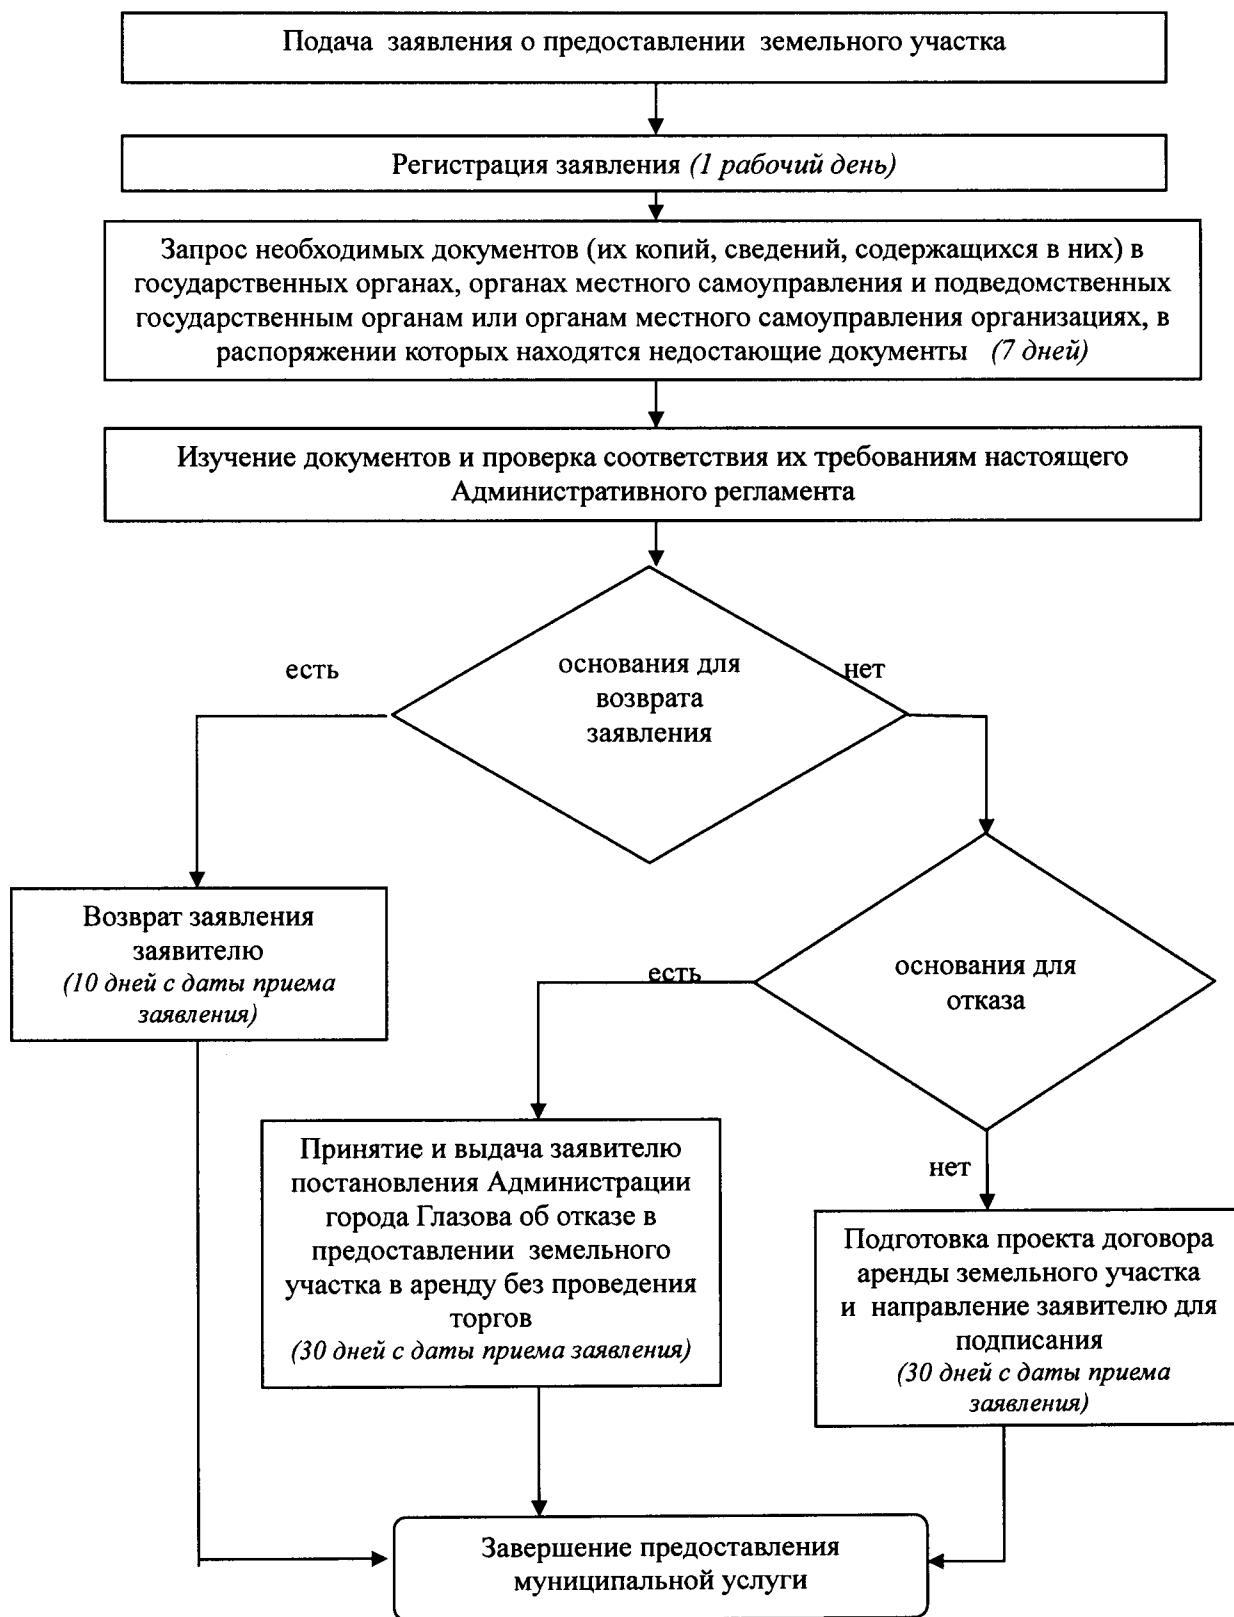 Подача заявления о предоставлении земельного участка
Регистрация заявления (1 рабочий день)
Запрос необходимых документов (их копий, сведений, содержащихся в них) в
государственных органах, органах местного самоуправления и подведомственных
государственным органам или органам местного самоуправления организациях, в
распоряжении которых находятся недостающие документы (7 дней)
Изучение документов и проверка соответствия их требованиям настоящего
Административного регламента
есть
основания для
возврата
заявления
нет
Возврат заявления
заявителю
(10 дней с даты приема
заявления)
есть
основания для
отказа
нет
Принятие и выдача заявителю
постановления Администрации
города Глазова об отказе в
предоставлении земельного
участка в аренду без проведения
торгов
(30 дней с даты приема заявления)
Подготовка проекта договора
аренды земельного участка
и направление заявителю для
подписания
(30 дней с даты приема
заявления)
Завершение предоставления
муниципальной услуги